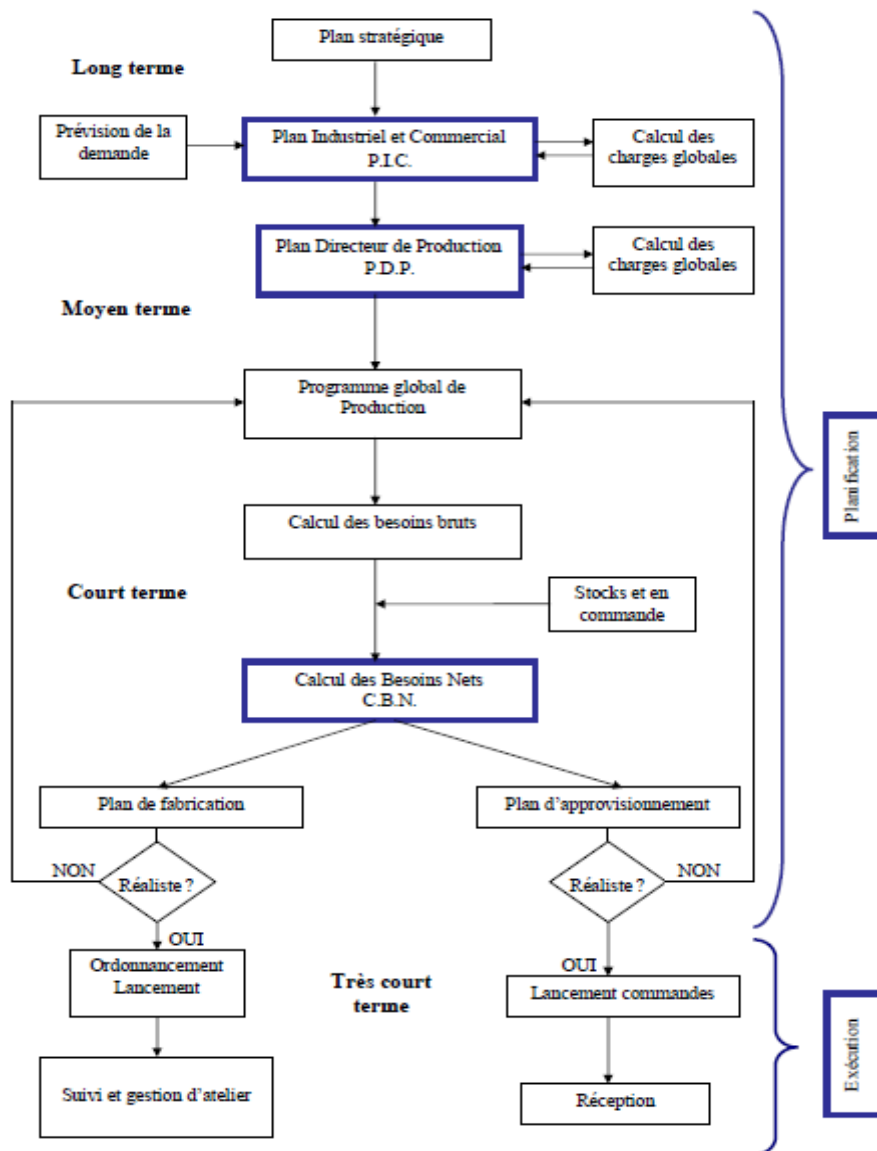 Plan stratégique
Long terme
Prévision de la
demande
Plan Industriel et Commercial
P.I.C.
Calcul des
charges globales
Plan Directeur de Production
P.D.P.
Calcul des
charges globales
Moyen terme
Programme global de
Production
Planification
Calcul des besoins bruts
Court terme
Stocks et en
commande
Calcul des Besoins Nets
C.B.N.
Plan de fabrication
Plan d'approvisionnement
NON
Réaliste ?
Réaliste ?
NON
OUI
OUI
Ordonnancement
Lancement
Très court
terme
Lancement commandes
Exécution
Suivi et gestion d'atelier
Réception